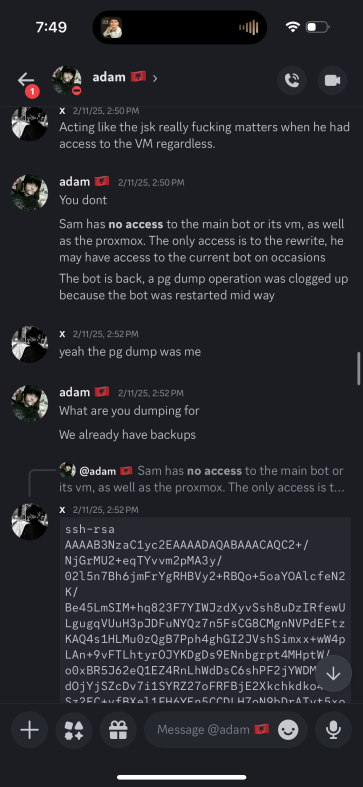 7:49
adam
1
x 2/11/25, 2:50 PM
Acting like the jsk really fucking matters when he had
access to the VM regardless.
adam 2/11/25, 2:50 PM
You dont
Sam has no access to the main bot or its vm, as well
as the proxmox. The only access is to the rewrite, he
may have access to the current bot on occasions
The bot is back, a pg dump operation was clogged up
because the bot was restarted mid way
x 2/11/25, 2:52 PM
yeah the pg dump was me
adam 2/11/25, 2:52 PM
What are you dumping for
We already have backups
@adam Sam has no access to the main bot or
its vm, as well as the proxmox. The only access is t...
x 2/11/25, 2:52 PM
ssh-rsa
AAAAB3NzaC1yc2EAAAADAQABAAACAQC2+/
NjGrMU2+eqTYvvm2pMA3y/
02l5n7Bh6jmFrYgRHBVy2+RBQo+5oaYOAlcfeN2
K/
Be45LmSIM+hq823F7YIWJzdXyvSsh8uDzIRfewU
LgugqVUuH3pJDFuNYQz7n5FsCG8CMgnNVPdEFtz
KAQ4s1HLMu0zQgB7Pph4ghGI2JVshSimxx+wW4p
LAn+9vFTLhtyrOJYKDgDs9ENnbgrpt4MHptW/
o0xBR5J62eQ1EZ4RnLhWdDsC6shPF2jYWDM
dOjYjSZcDv7i1SYRZ27oFRFBjE2Xkchkdko4
Message @adam